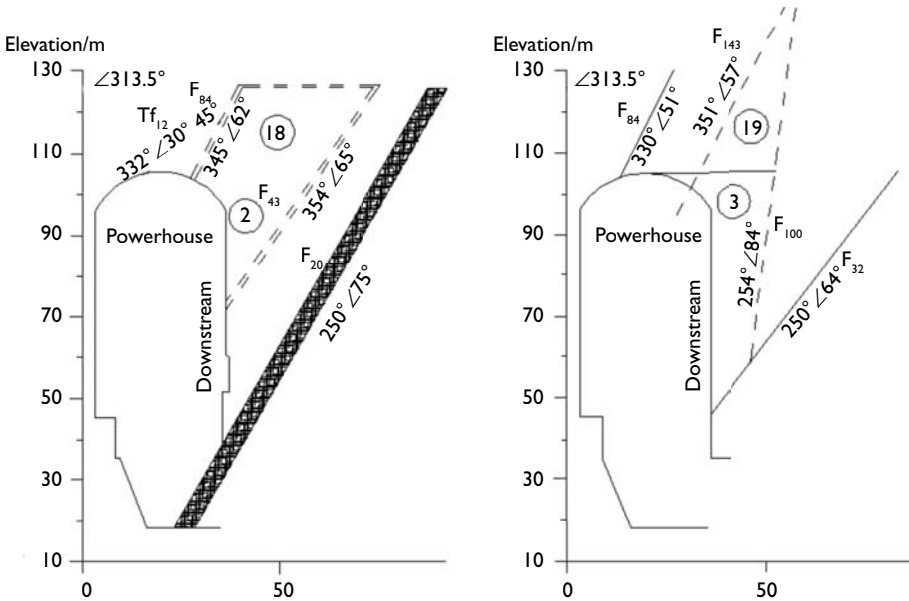 Elevation/m
130
110
90
70
50
30
10
0
50
∠313.5°
Tf12
332° ∠30° 45°
F84
345° ∠62°
18
2
F43
354° ∠65°
F20
250° ∠75°
Powerhouse
Downstream
Elevation/m
130
110
90
70
50
30
10
0
50
∠313.5°
F84
330° ∠51°
F143
351° ∠57°
19
3
F100
254° ∠84°
F32
250° ∠64°
Powerhouse
Downstream